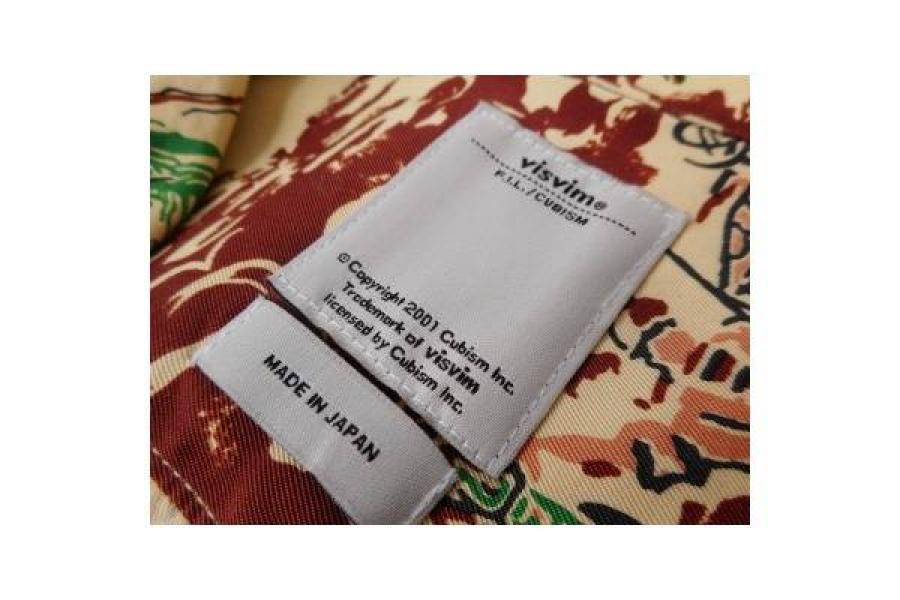 visvim®
F.I.L./CUBISM
© Copyright 2001 Cubism Inc.
Trademark of visvim
licensed by Cubism Inc.
MADE IN JAPAN